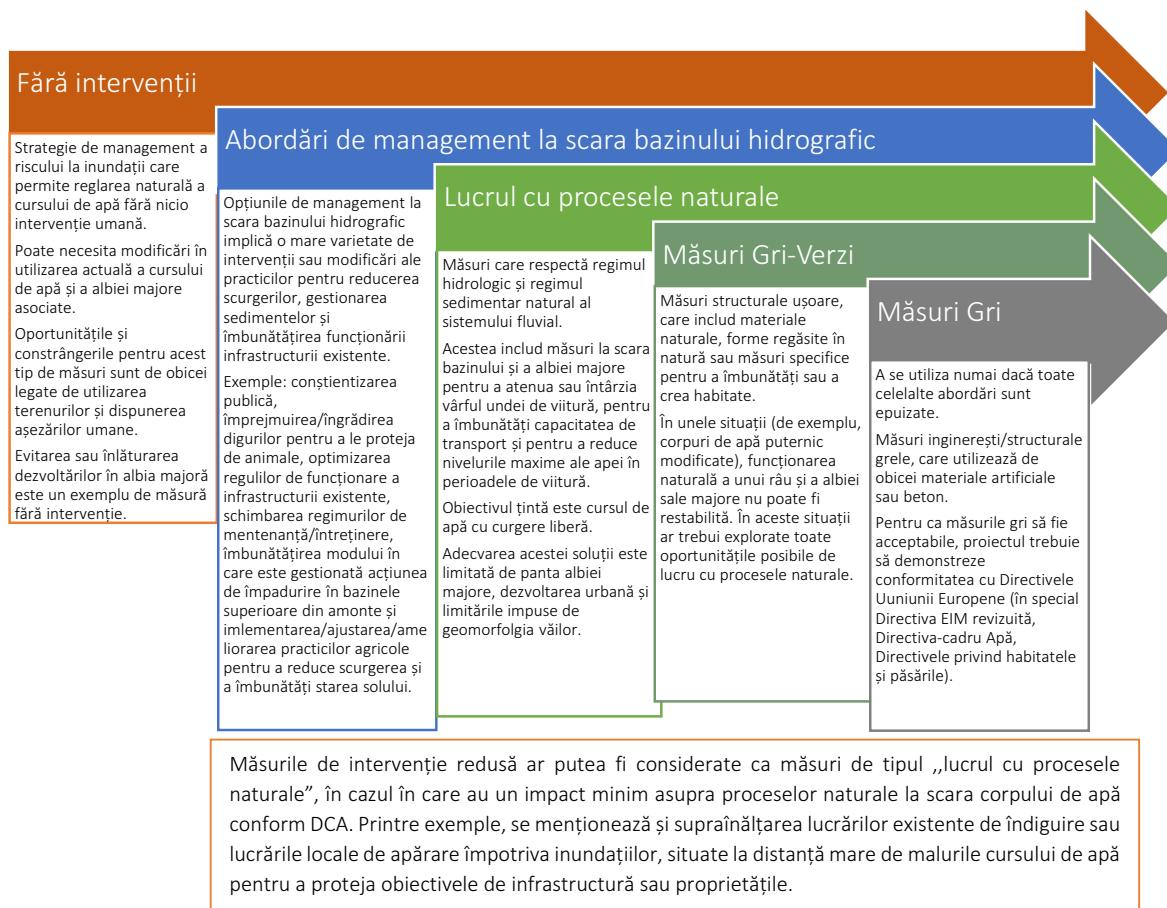 Fără intervenții
Strategie de management a
riscului la inundații care
permite reglarea naturală a
cursului de apă fără nicio
intervenție umană.
Poate necesita modificări în
utilizarea actuală a cursului
de apă și a albiei majore
asociate.
Oportunitățile și
constrângerile pentru acest
tip de măsuri sunt de obicei
legate de utilizarea
terenurilor și dispunerea
așezărilor umane.
Evitarea sau înlăturarea
dezvoltărilor în albia majoră
este un exemplu de măsură
fără intervenție.
Abordări de management la scara bazinului hidrografic
Opțiunile de management la
scara bazinului hidrografic
implică o mare varietate de
intervenții sau modificări ale
practicilor pentru reducerea
scurgerilor, gestionarea
sedimentelor și
îmbunătățirea funcționării
infrastructurii existente.
Exemple: conștientizarea
publică,
împrejmuirea/îngrădirea
digurilor pentru a le proteja
de animale, optimizarea
regulilor de funcționare a
infrastructurii existente,
schimbarea regimurilor de
mentenanță/întreținere,
îmbunătățirea modului în
care este gestionată acțiunea
de împadurire în bazinele
superioare din amonte și
imlementarea/ajustarea/ame
liorarea practicilor agricole
pentru a reduce scurgerea și
a îmbunătăți starea solului.
Lucrul cu procesele naturale
Măsuri care respectă regimul
hidrologic și regimul
sedimentar natural al
sistemului fluvial.
Acestea includ măsuri la scara
bazinului și a albiei majore
pentru a atenua sau întârzia
vârful undei de viitură, pentru
a îmbunătăți capacitatea de
transport și pentru a reduce
nivelurile maxime ale apei în
perioadele de viitură.
Obiectivul țintă este cursul de
apă cu curgere liberă.
Adecvarea acestei soluții este
limitată de panta albiei
majore, dezvoltarea urbană și
limitările impuse de
geomorfolgia văilor.
Măsuri Gri-Verzi
Măsuri structurale ușoare,
care includ materiale
naturale, forme regăsite în
natură sau măsuri specifice
pentru a îmbunătăți sau a
crea habitate.
În unele situații (de exemplu,
corpuri de apă puternic
modificate), funcționarea
naturală a unui râu și a albiei
sale majore nu poate fi
restabilită. În aceste situații
ar trebui explorate toate
oportunitățile posibile de
lucru cu procesele naturale.
Măsuri Gri
A se utiliza numai dacă toate
celelalte abordări sunt
epuizate.
Măsuri inginerești/structurale
grele, care utilizează de
obicei materiale artificiale
sau beton.
Pentru ca măsurile gri să fie
acceptabile, proiectul trebuie
să demonstreze
conformitatea cu Directivele
Uuniunii Europene (în special
Directiva EIM revizuită,
Directiva-cadru Apă,
Directivele privind habitatele
și păsările).
Măsurile de intervenție redusă ar putea fi considerate ca măsuri de tipul ,,lucrul cu procesele
naturale”, în cazul în care au un impact minim asupra proceselor naturale la scara corpului de apă
conform DCA. Printre exemple, se menționează și supraînălțarea lucrărilor existente de îndiguire sau
lucrările locale de apărare împotriva inundațiilor, situate la distanță mare de malurile cursului de apă
pentru a proteja obiectivele de infrastructură sau proprietățile.